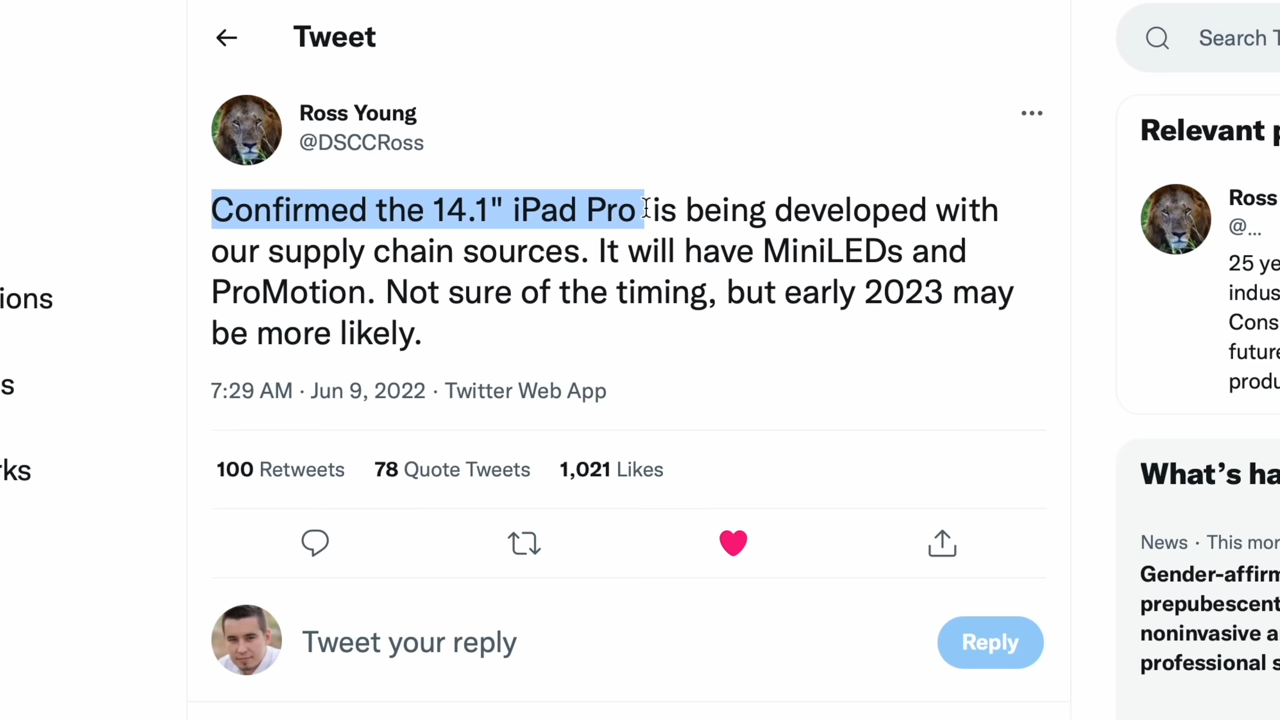 Tweet
Ross Young
@DSCCRoss
Confirmed the 14.1" iPad Pro is being developed with
our supply chain sources. It will have MiniLEDs and
ProMotion. Not sure of the timing, but early 2023 may
be more likely.
7:29 AM · Jun 9, 2022 · Twitter Web App
100 Retweets 78 Quote Tweets 1,021 Likes
Tweet your reply
Reply
ions
s
rks
Search T
Relevant p
Ross
@...
25 ye
indus
Cons
future
produ
What's ha
News · This mor
Gender-affirm
prepubescent
noninvasive a
professional s